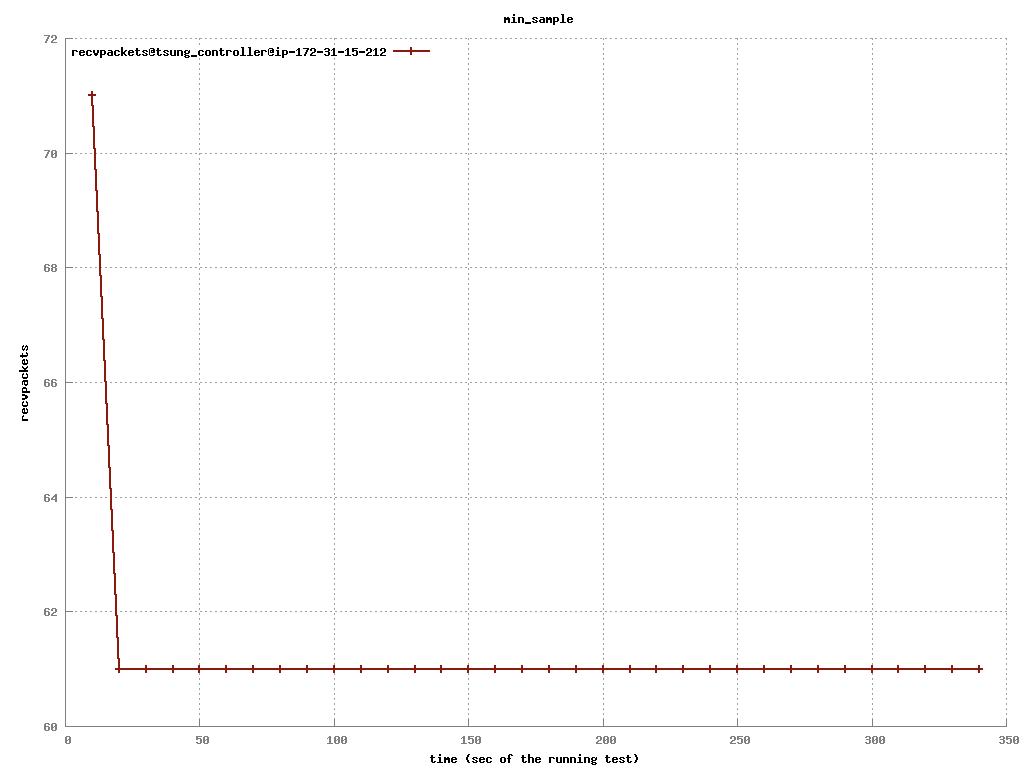 min_sample
72
recvpackets@tsung_controller@ip-172-31-15-212
70
68
66
recvpackets
64
62
60
0 50 100 150 200 250 300 350
time (sec of the running test)